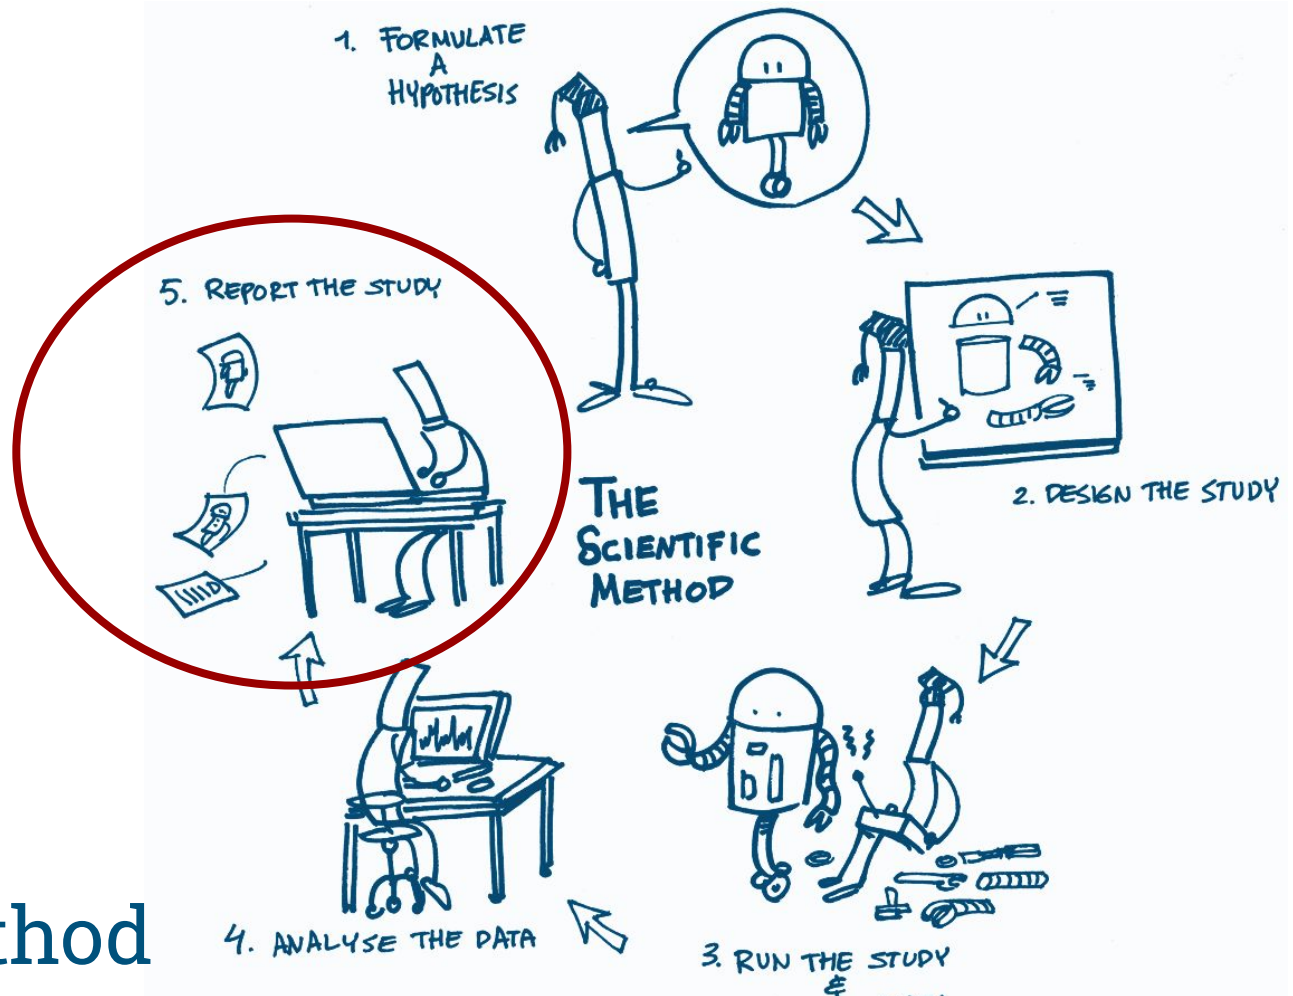 1. FORMULATE
A
HYPOTHESIS
5. REPORT THE STUDY
2. DESIGN THE STUDY
THE
SCIENTIFIC
METHOD
4. ANALYSE THE DATA
3. RUN THE STUDY
&
thod